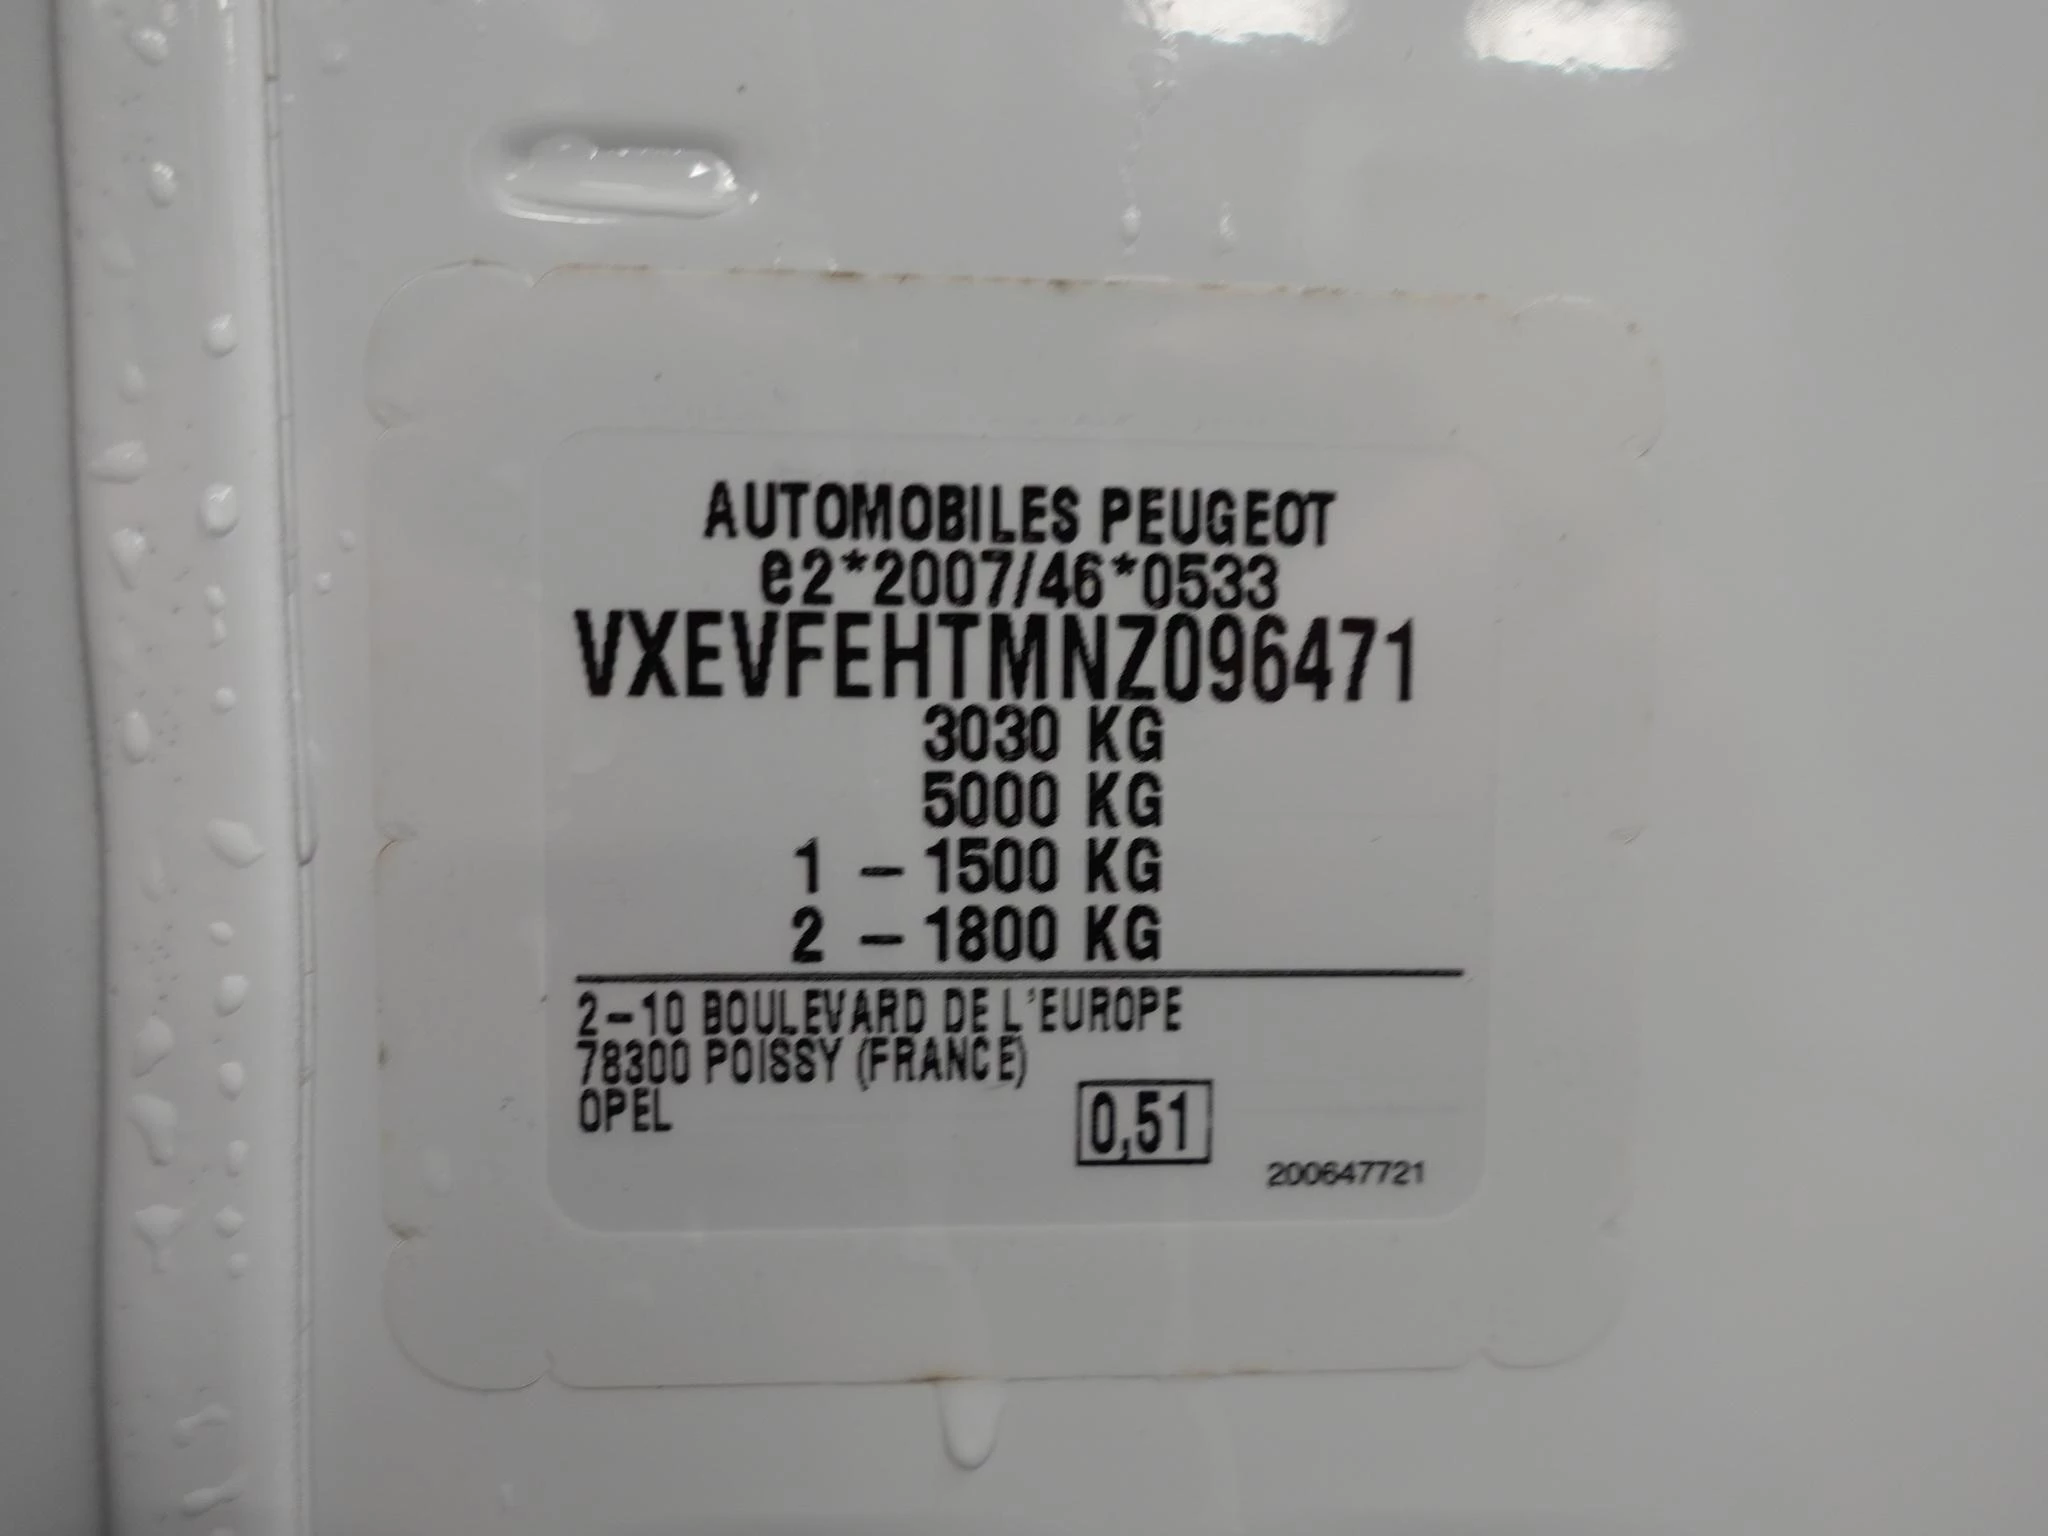 AUTOMOBILES PEUGEOT
e2*2007/46*0533
VXEVFEHTMNZ096471
3030 KG
5000 KG
1 - 1500 KG
2 - 1800 KG
2-10 BOULEVARD DE L'EUROPE
78300 POISSY (FRANCE)
OPEL
0,51
200647721